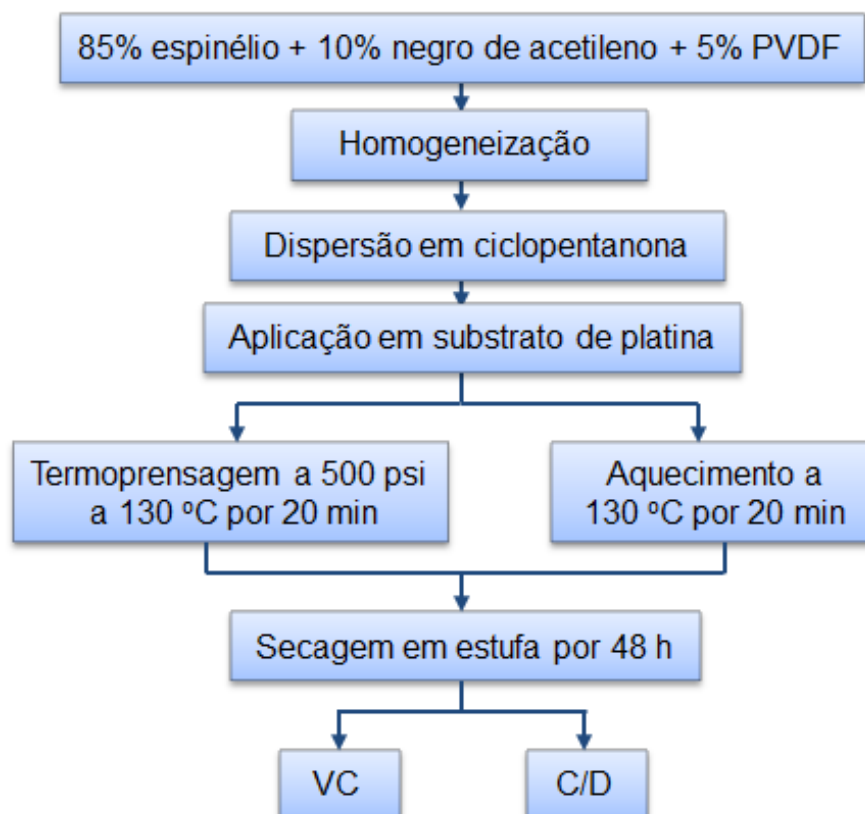 85% espinélio + 10% negro de acetileno + 5% PVDF
Homogeneização
Dispersão em ciclopentanona
Aplicação em substrato de platina
Termoprensagem a 500 psi
a 130 ºC por 20 min
Aquecimento a
130 ºC por 20 min
Secagem em estufa por 48 h
VC
C/D